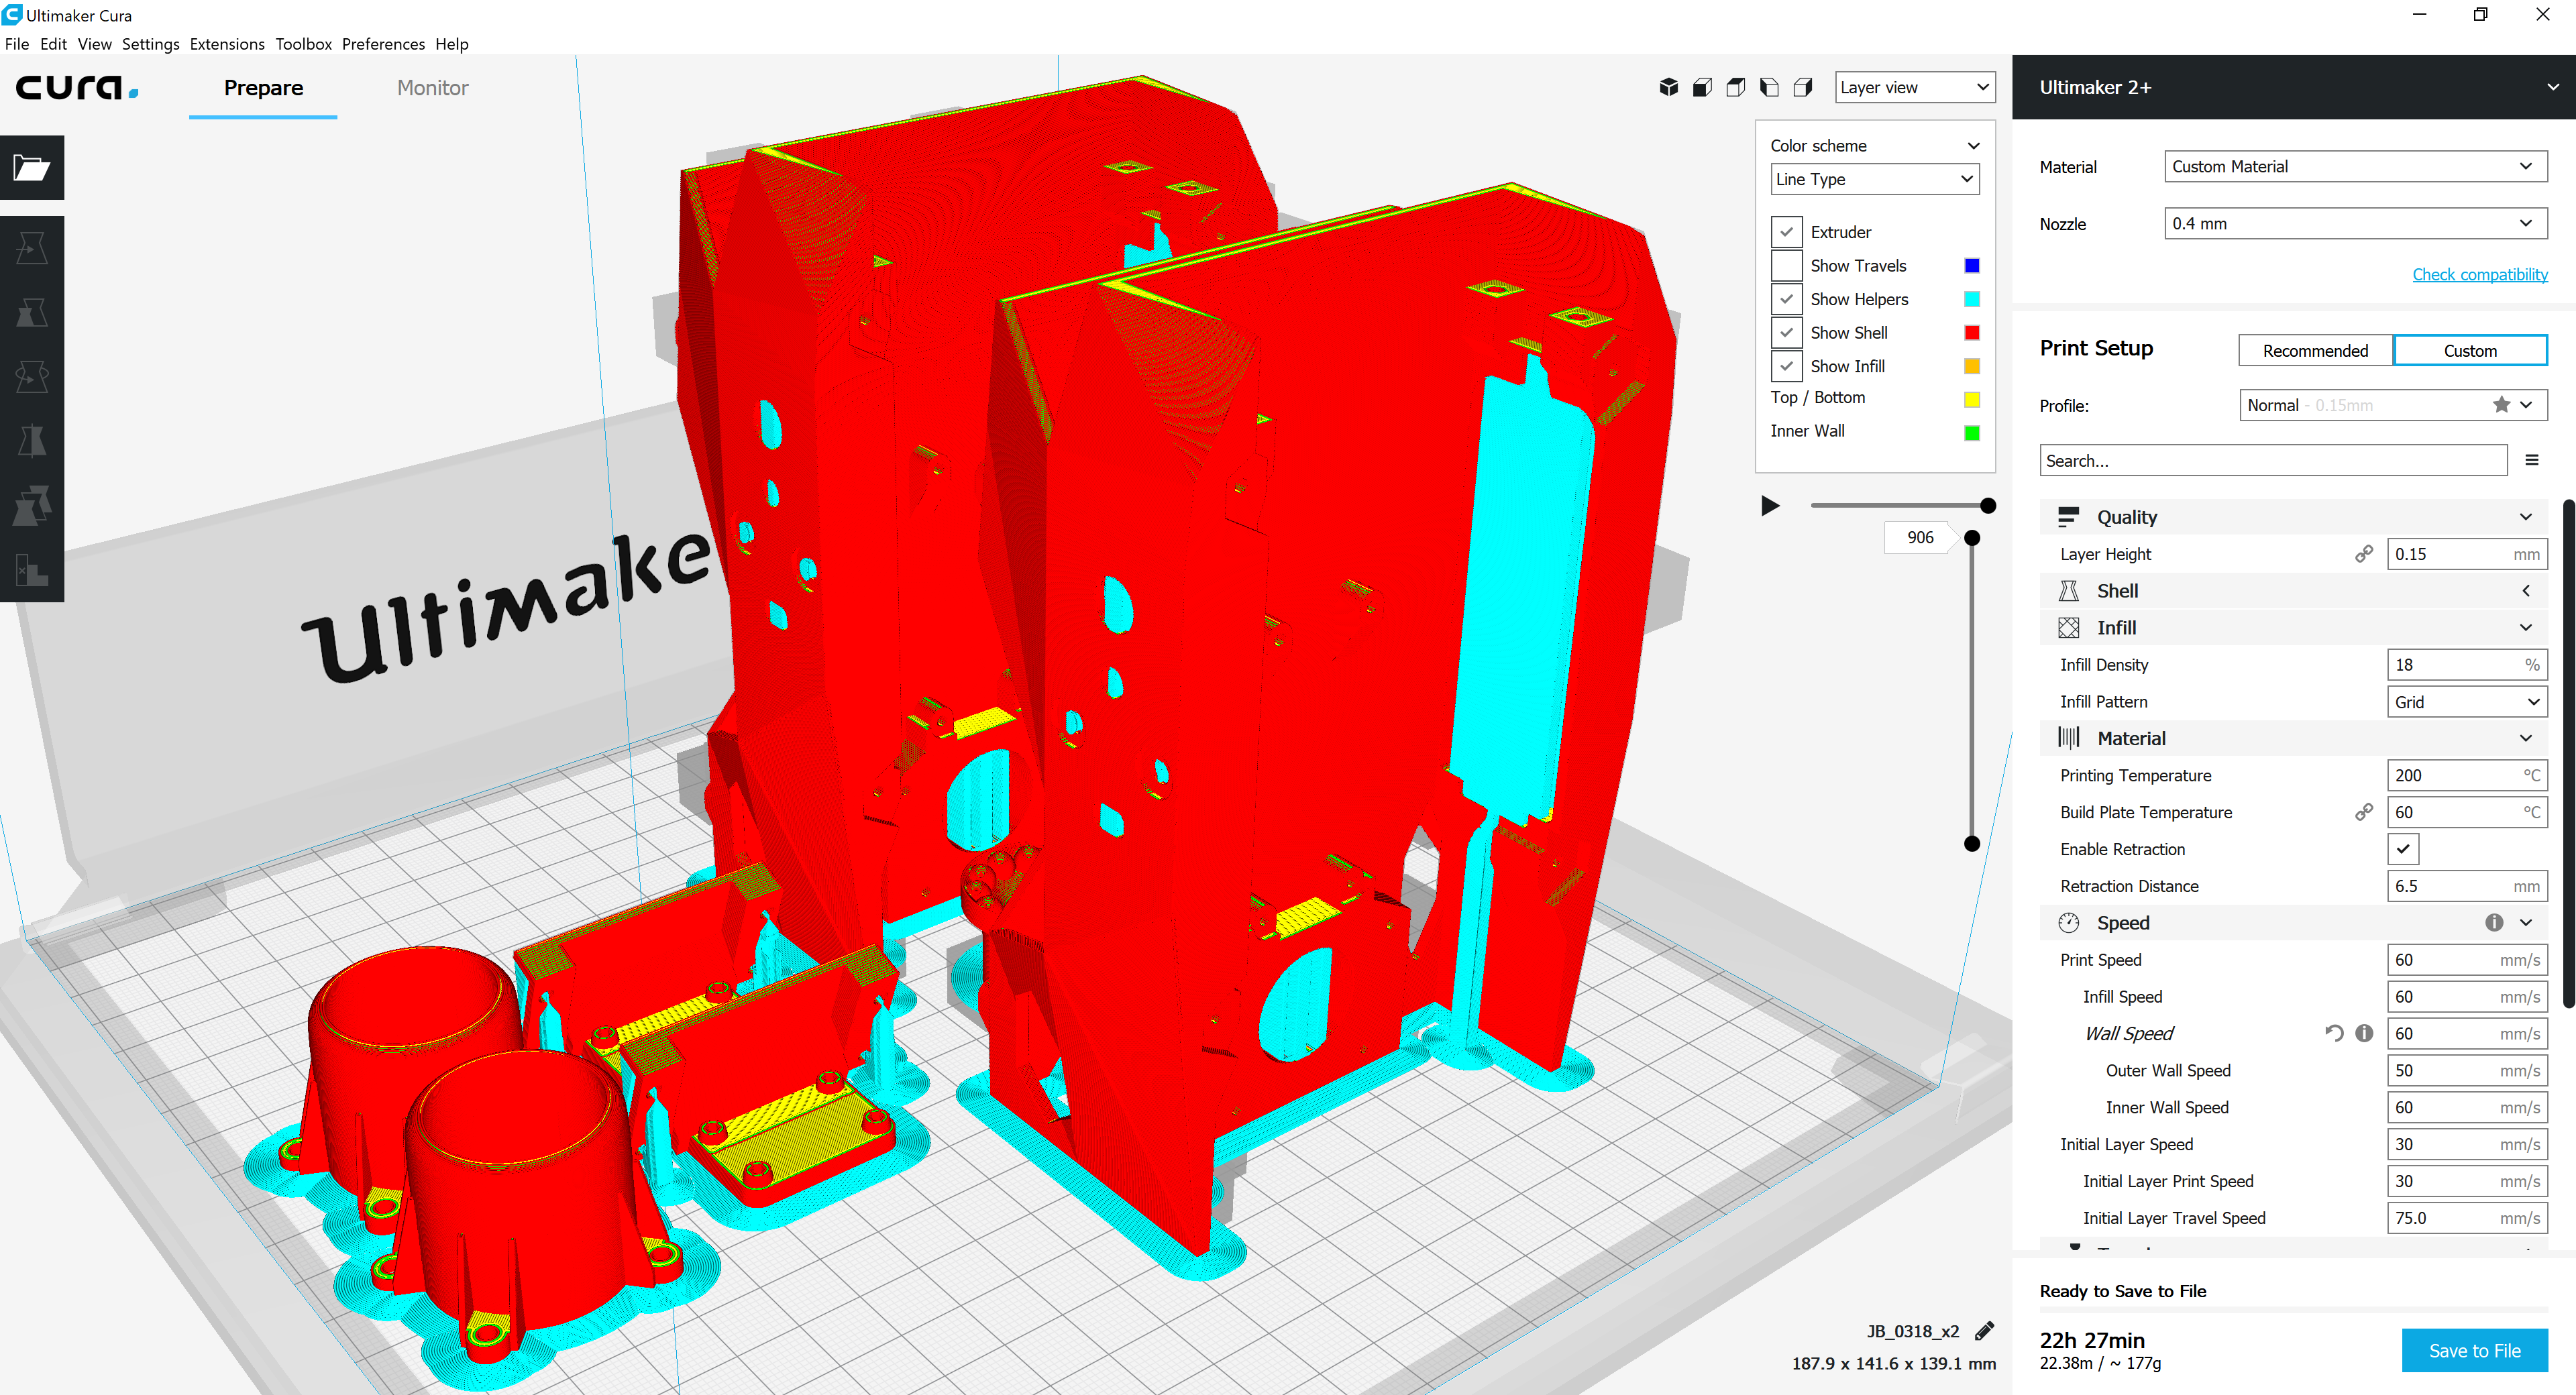 Ultimaker Cura
File Edit View Settings Extensions Toolbox Preferences Help
cura.
Prepare
Monitor
Layer view
Color scheme
Line Type
Extruder
Show Travels
Show Helpers
Show Shell
Show Infill
Top / Bottom
Inner Wall
906
Ultimake
JB_0318_x2
187.9 x 141.6 x 139.1 mm
Ultimaker 2+
Material Custom Material
Nozzle 0.4 mm
Check compatibility
Print Setup Recommended Custom
Profile: Normal - 0.15mm
Search...
Quality
Layer Height 0.15 mm
Shell
Infill
Infill Density 18 %
Infill Pattern Grid
Material
Printing Temperature 200 °C
Build Plate Temperature 60 °C
Enable Retraction
Retraction Distance 6.5 mm
Speed
Print Speed 60 mm/s
Infill Speed 60 mm/s
Wall Speed 60 mm/s
Outer Wall Speed 50 mm/s
Inner Wall Speed 60 mm/s
Initial Layer Speed 30 mm/s
Initial Layer Print Speed 30 mm/s
Initial Layer Travel Speed 75.0 mm/s
Ready to Save to File
22h 27min
22.38m / ~ 177g
Save to File